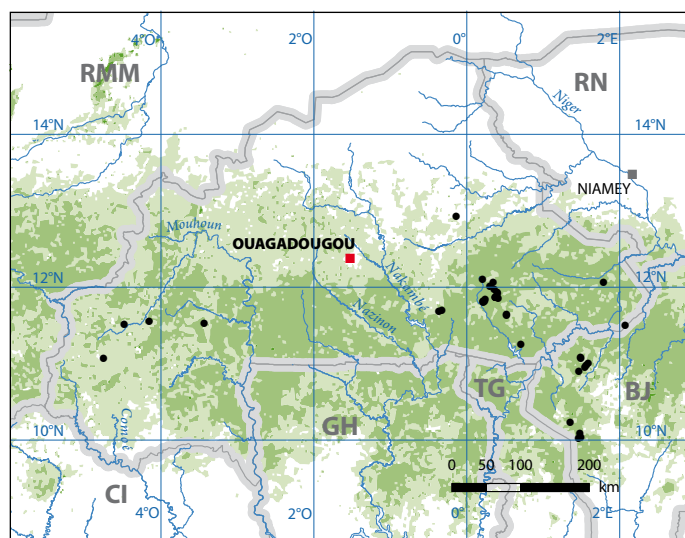 4°O
2°O
0°
2°E
RMM
RN
Niger
14°N
14°N
NIAMEY
Mouhoun
OUAGADOUGOU
Nakambe
12°N
12°N
Nazinon
TG
BJ
GH
10°N
10°N
Comoé
0 50 100 200
km
CI
4°O
2°O
0°
2°E